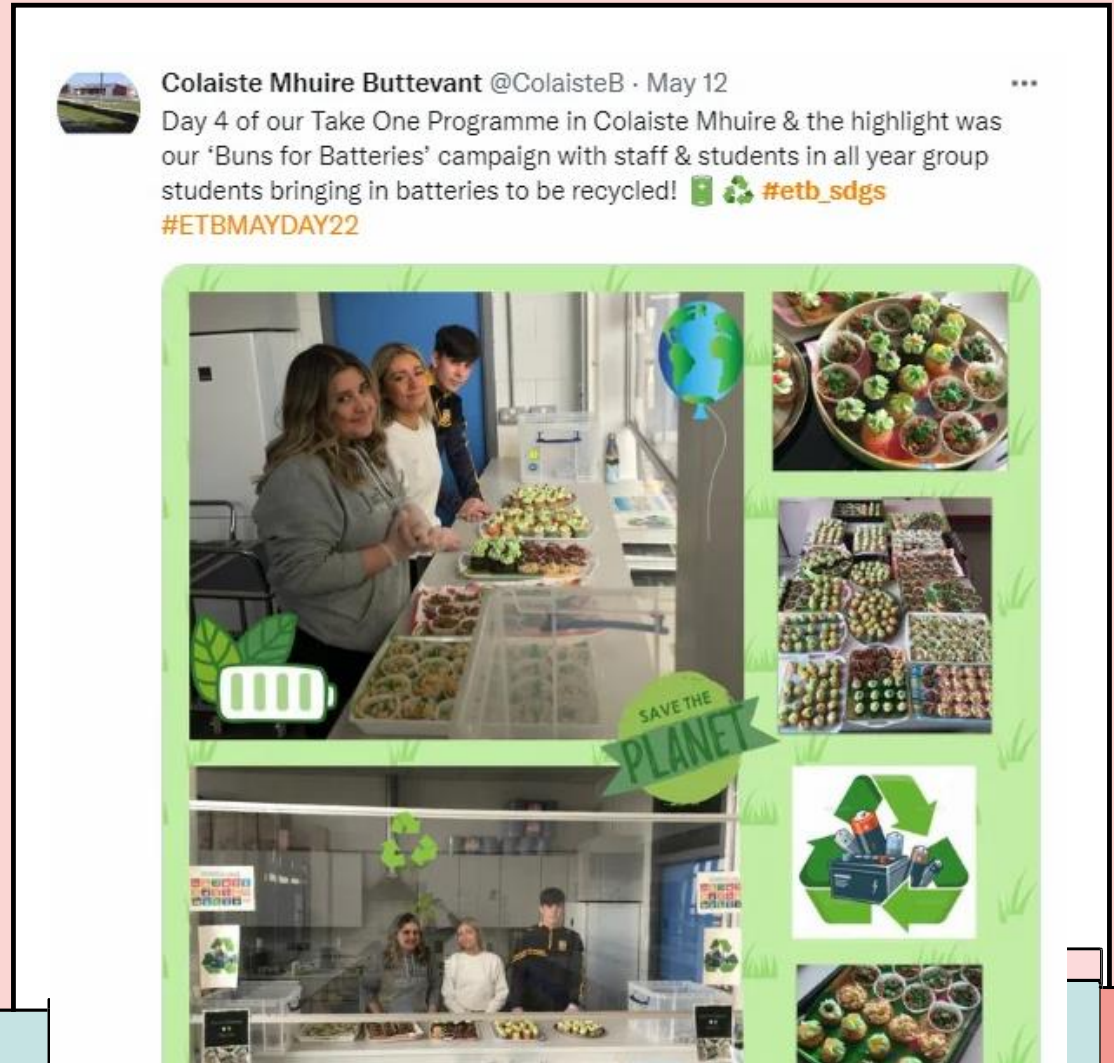 Colaiste Mhuire Buttevant @ColaisteB · May 12
Day 4 of our Take One Programme in Colaiste Mhuire & the highlight was
our ‘Buns for Batteries’ campaign with staff & students in all year group
students bringing in batteries to be recycled! 🔋 ♻️ #etb_sdgs
#ETBMAYDAY22
SAVE THE
PLANET